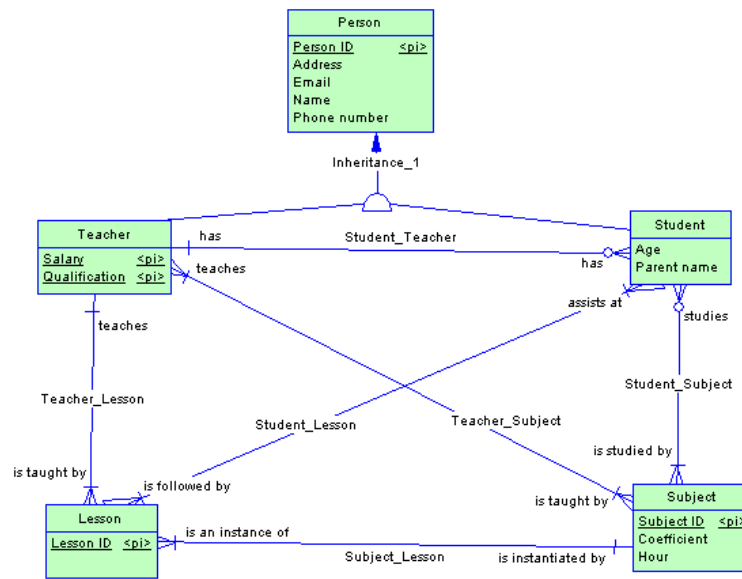 Person
Person ID <pi>
Address
Email
Name
Phone number
Inheritance_1
Teacher
Salary <pi>
Qualification <pi>
has
Student_Teacher
has
Student
Age
Parent name
teaches
assists at
studies
teaches
Teacher_Lesson
Student_Lesson
Teacher_Subject
Student_Subject
is taught by
is followed by
is taught by
is studied by
Lesson
Lesson ID <pi>
is an instance of
Subject_Lesson
is instantiated by
Subject
Subject ID <pi>
Coefficient
Hour